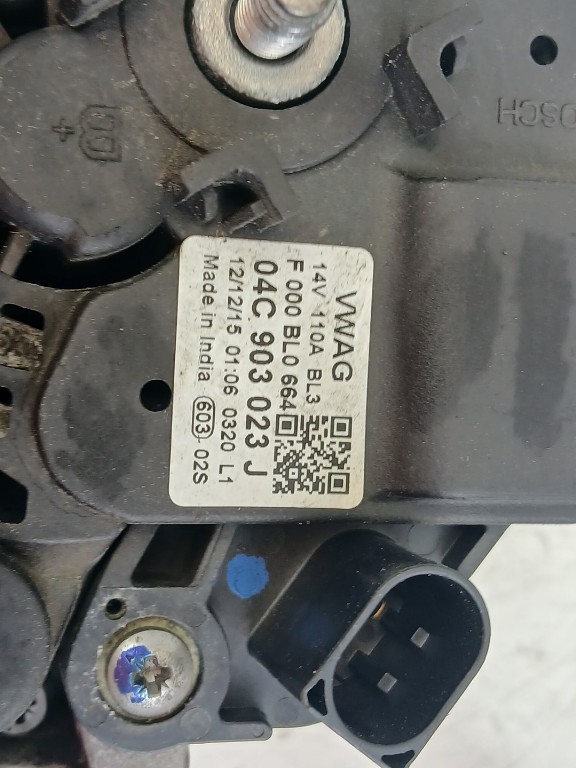 VWAG
14V 110A BL3
F 000 BL0 664
04C 903 023 J
12/12/15 01:06 0320 L1
Made in India 603 02S
B+
BOSCH